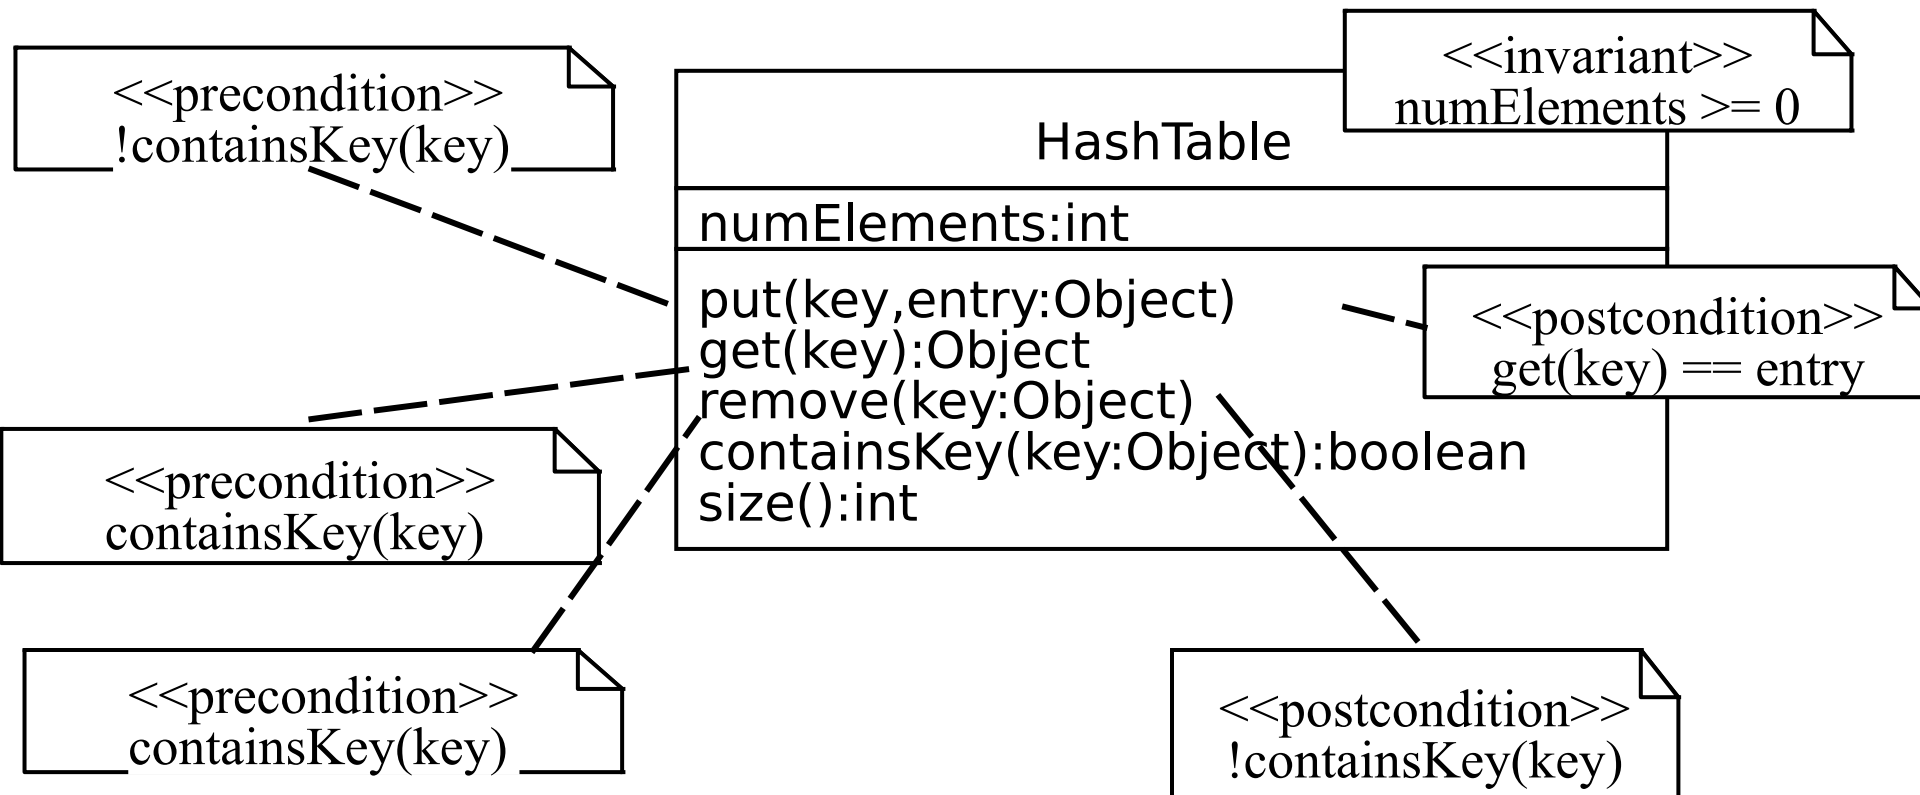 <<precondition>>
!containsKey(key)
<<invariant>>
numElements >= 0
HashTable
numElements:int
put(key,entry:Object)
get(key):Object
remove(key:Object)
containsKey(key:Object):boolean
size():int
<<postcondition>>
get(key) == entry
<<precondition>>
containsKey(key)
<<precondition>>
containsKey(key)
<<postcondition>>
!containsKey(key)